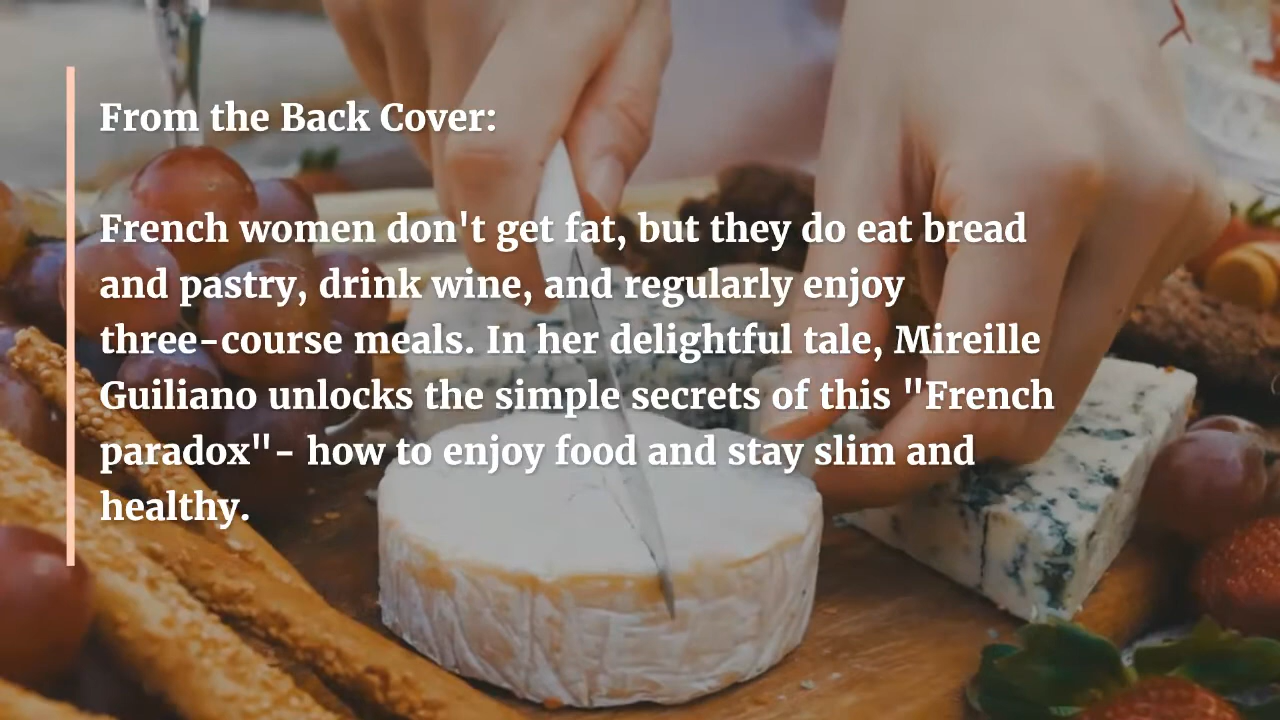 From the Back Cover:
French women don't get fat, but they do eat bread
and pastry, drink wine, and regularly enjoy
three-course meals. In her delightful tale, Mireille
Guiliano unlocks the simple secrets of this "French
paradox"- how to enjoy food and stay slim and
healthy.